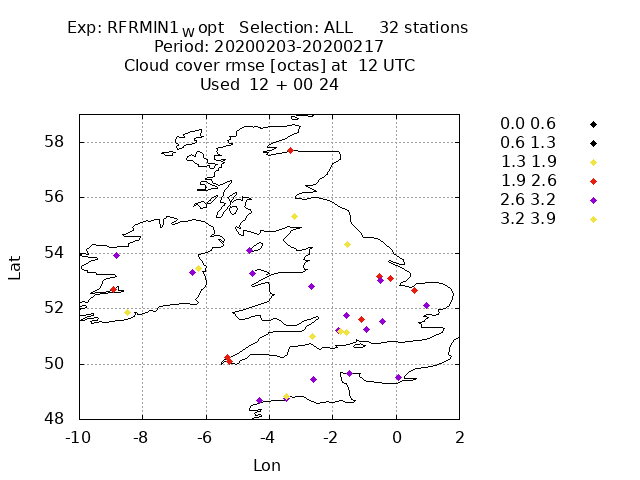 Exp: RFRMIN1wopt Selection: ALL 32 stations
Period: 20200203-20200217
Cloud cover rmse [octas] at 12 UTC
Used 12 + 00 24
0.0 0.6
0.6 1.3
1.3 1.9
1.9 2.6
2.6 3.2
3.2 3.9
58
56
54
52
50
48
Lat
-10 -8 -6 -4 -2 0 2
Lon